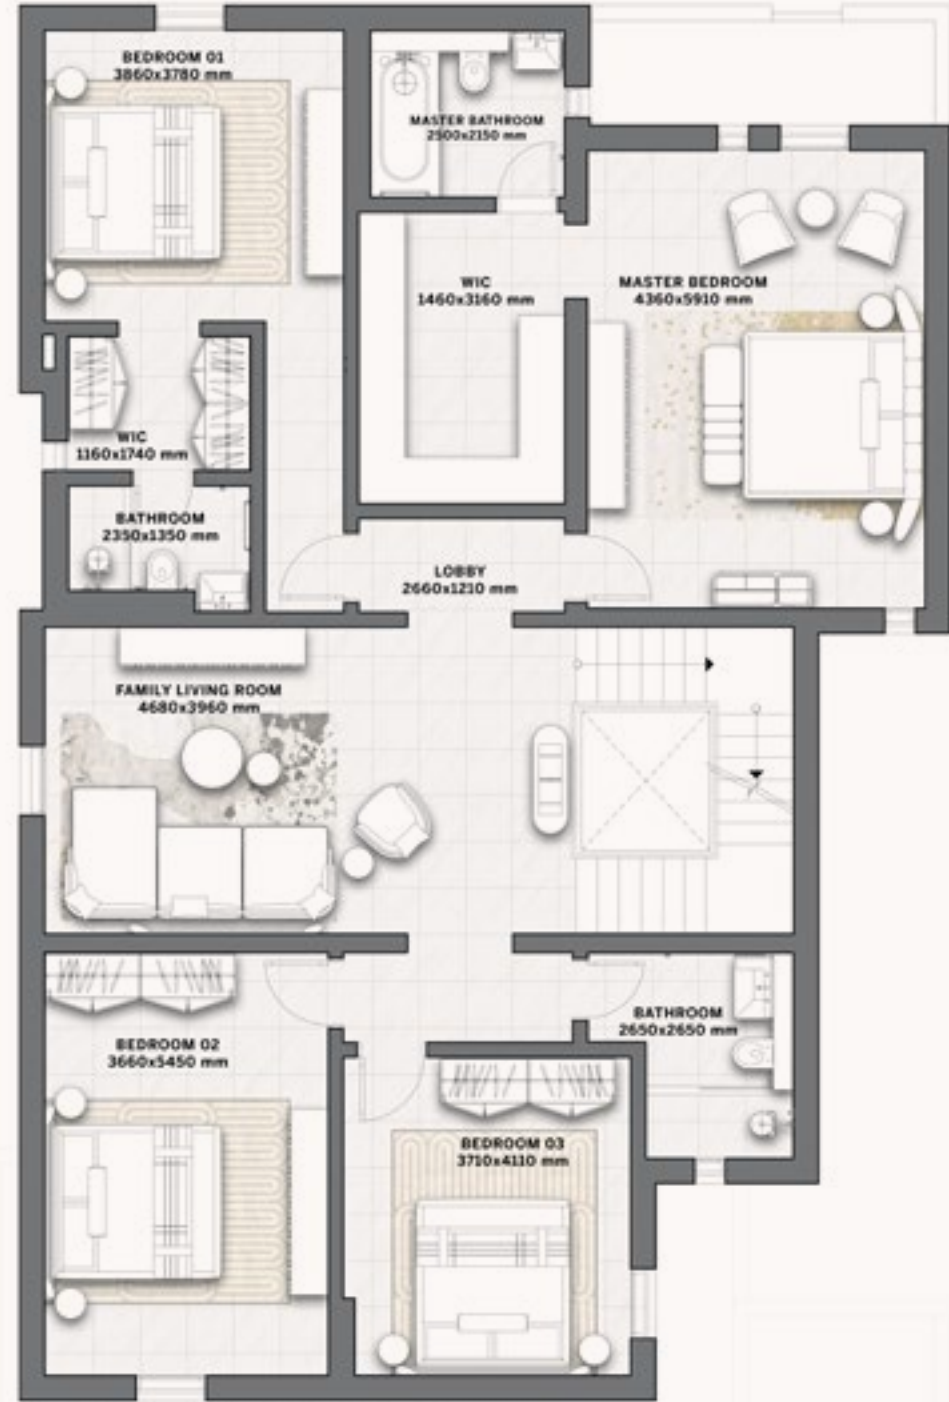 BEDROOM 01
3860x3780 mm
MASTER BATHROOM
2500x2150 mm
WIC
1460x3160 mm
MASTER BEDROOM
4360x5910 mm
WIC
1160x1740 mm
BATHROOM
2350x1350 mm
LOBBY
2660x1210 mm
FAMILY LIVING ROOM
4680x3960 mm
BEDROOM 02
3660x5450 mm
BATHROOM
2650x2650 mm
BEDROOM 03
3710x4110 mm